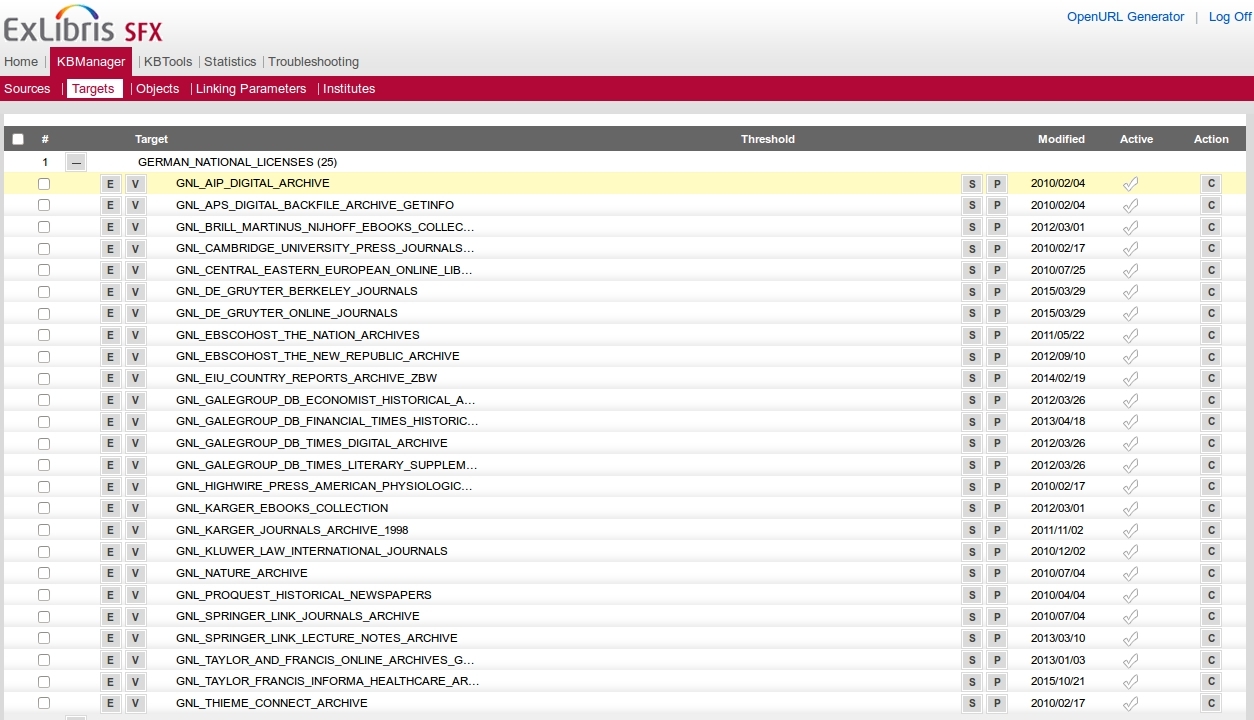 OpenURL Generator | Log Off
ExLibris SFX
Home | KBManager | KBTools | Statistics | Troubleshooting
Sources | Targets | Objects | Linking Parameters | Institutes
# Target Threshold Modified Active Action
1 — GERMAN_NATIONAL_LICENSES (25)
E V GNL_AIP_DIGITAL_ARCHIVE S P 2010/02/04 C
E V GNL_APS_DIGITAL_BACKFILE_ARCHIVE_GETINFO S P 2010/02/04 C
E V GNL_BRILL_MARTINUS_NIJHOFF_EBOOKS_COLLEC... S P 2012/03/01 C
E V GNL_CAMBRIDGE_UNIVERSITY_PRESS_JOURNALS... S P 2010/02/17 C
E V GNL_CENTRAL_EASTERN_EUROPEAN_ONLINE_LIB... S P 2010/07/25 C
E V GNL_DE_GRUYTER_BERKELEY_JOURNALS S P 2015/03/29 C
E V GNL_DE_GRUYTER_ONLINE_JOURNALS S P 2015/03/29 C
E V GNL_EBSCOHOST_THE_NATION_ARCHIVES S P 2011/05/22 C
E V GNL_EBSCOHOST_THE_NEW_REPUBLIC_ARCHIVE S P 2012/09/10 C
E V GNL_EIU_COUNTRY_REPORTS_ARCHIVE_ZBW S P 2014/02/19 C
E V GNL_GALEGROUP_DB_ECONOMIST_HISTORICAL_A... S P 2012/03/26 C
E V GNL_GALEGROUP_DB_FINANCIAL_TIMES_HISTORIC... S P 2013/04/18 C
E V GNL_GALEGROUP_DB_TIMES_DIGITAL_ARCHIVE S P 2012/03/26 C
E V GNL_GALEGROUP_DB_TIMES_LITERARY_SUPPLEM... S P 2012/03/26 C
E V GNL_HIGHWIRE_PRESS_AMERICAN_PHYSIOLOGIC... S P 2010/02/17 C
E V GNL_KARGER_EBOOKS_COLLECTION S P 2012/03/01 C
E V GNL_KARGER_JOURNALS_ARCHIVE_1998 S P 2011/11/02 C
E V GNL_KLUWER_LAW_INTERNATIONAL_JOURNALS S P 2010/12/02 C
E V GNL_NATURE_ARCHIVE S P 2010/07/04 C
E V GNL_PROQUEST_HISTORICAL_NEWSPAPERS S P 2010/04/04 C
E V GNL_SPRINGER_LINK_JOURNALS_ARCHIVE S P 2010/07/04 C
E V GNL_SPRINGER_LINK_LECTURE_NOTES_ARCHIVE S P 2013/03/10 C
E V GNL_TAYLOR_AND_FRANCIS_ONLINE_ARCHIVES_G... S P 2013/01/03 C
E V GNL_TAYLOR_FRANCIS_INFORMA_HEALTHCARE_AR... S P 2015/10/21 C
E V GNL_THIEME_CONNECT_ARCHIVE S P 2010/02/17 C